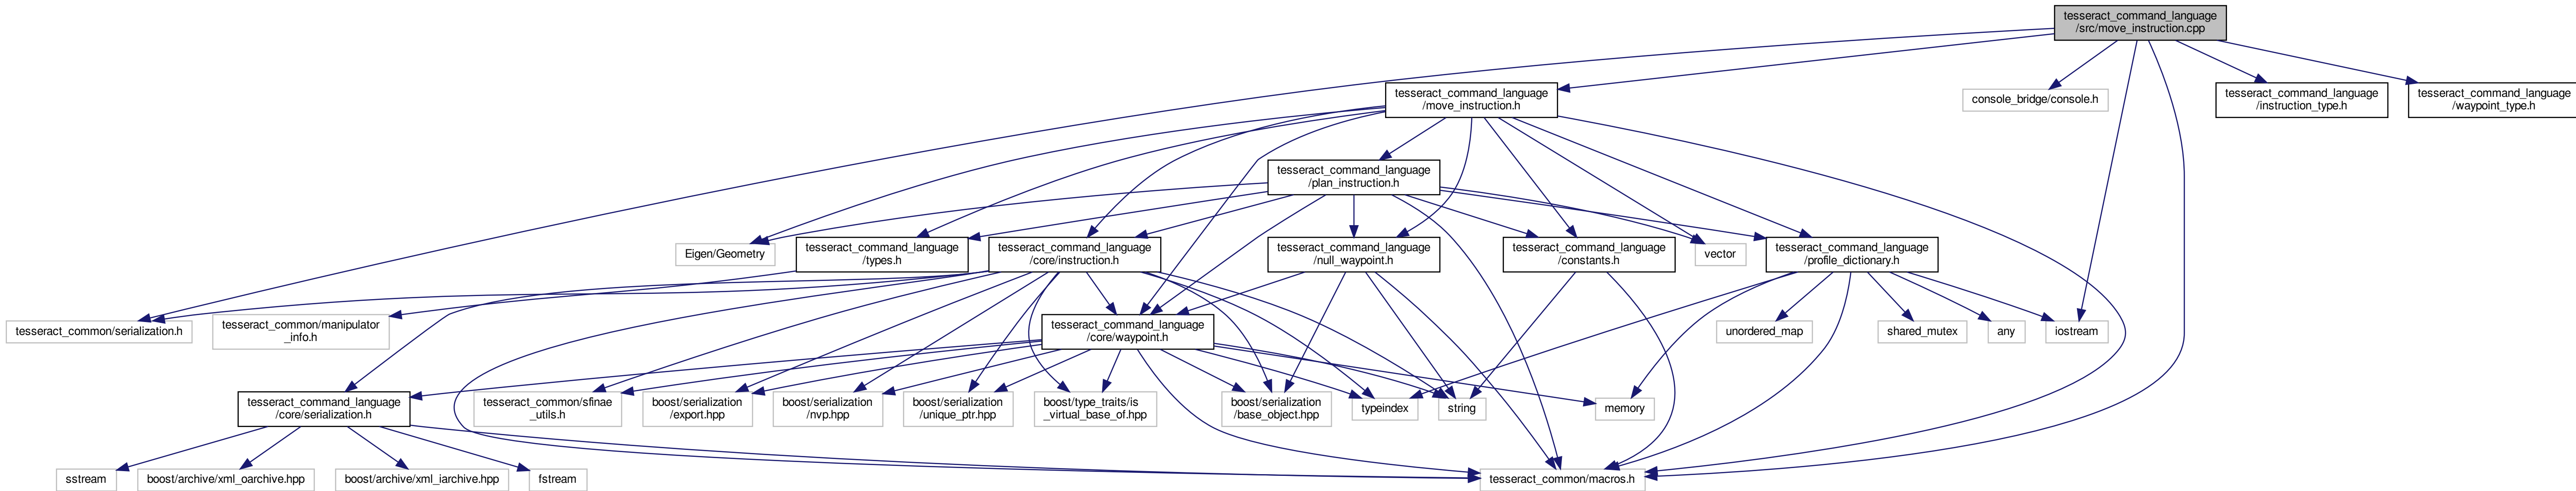 tesseract_command_language
/src/move_instruction.cpp
tesseract_command_language
/move_instruction.h
console_bridge/console.h
tesseract_command_language
/instruction_type.h
tesseract_command_language
/waypoint_type.h
tesseract_command_language
/plan_instruction.h
Eigen/Geometry
tesseract_command_language
/types.h
tesseract_command_language
/core/instruction.h
tesseract_command_language
/null_waypoint.h
tesseract_command_language
/constants.h
vector
tesseract_command_language
/profile_dictionary.h
tesseract_common/serialization.h
tesseract_common/manipulator
_info.h
tesseract_command_language
/core/waypoint.h
unordered_map
shared_mutex
any
iostream
tesseract_command_language
/core/serialization.h
tesseract_common/sfinae
_utils.h
boost/serialization
/export.hpp
boost/serialization
/nvp.hpp
boost/serialization
/unique_ptr.hpp
boost/type_traits/is
_virtual_base_of.hpp
boost/serialization
/base_object.hpp
typeindex
string
memory
sstream
boost/archive/xml_oarchive.hpp
boost/archive/xml_iarchive.hpp
fstream
tesseract_common/macros.h